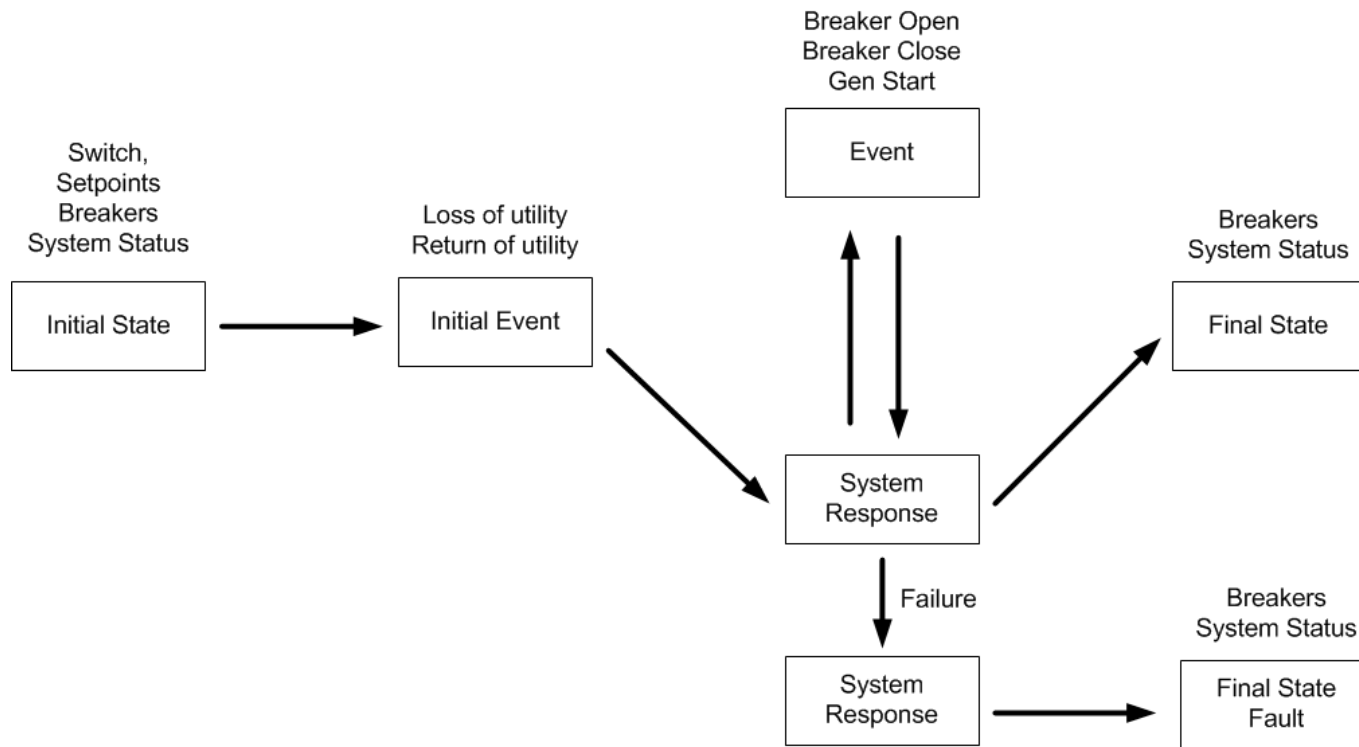 Breaker Open
Breaker Close
Gen Start
Event
Switch,
Setpoints
Breakers
System Status
Initial State
Loss of utility
Return of utility
Initial Event
Breakers
System Status
Final State
System
Response
Failure
System
Response
Breakers
System Status
Final State
Fault